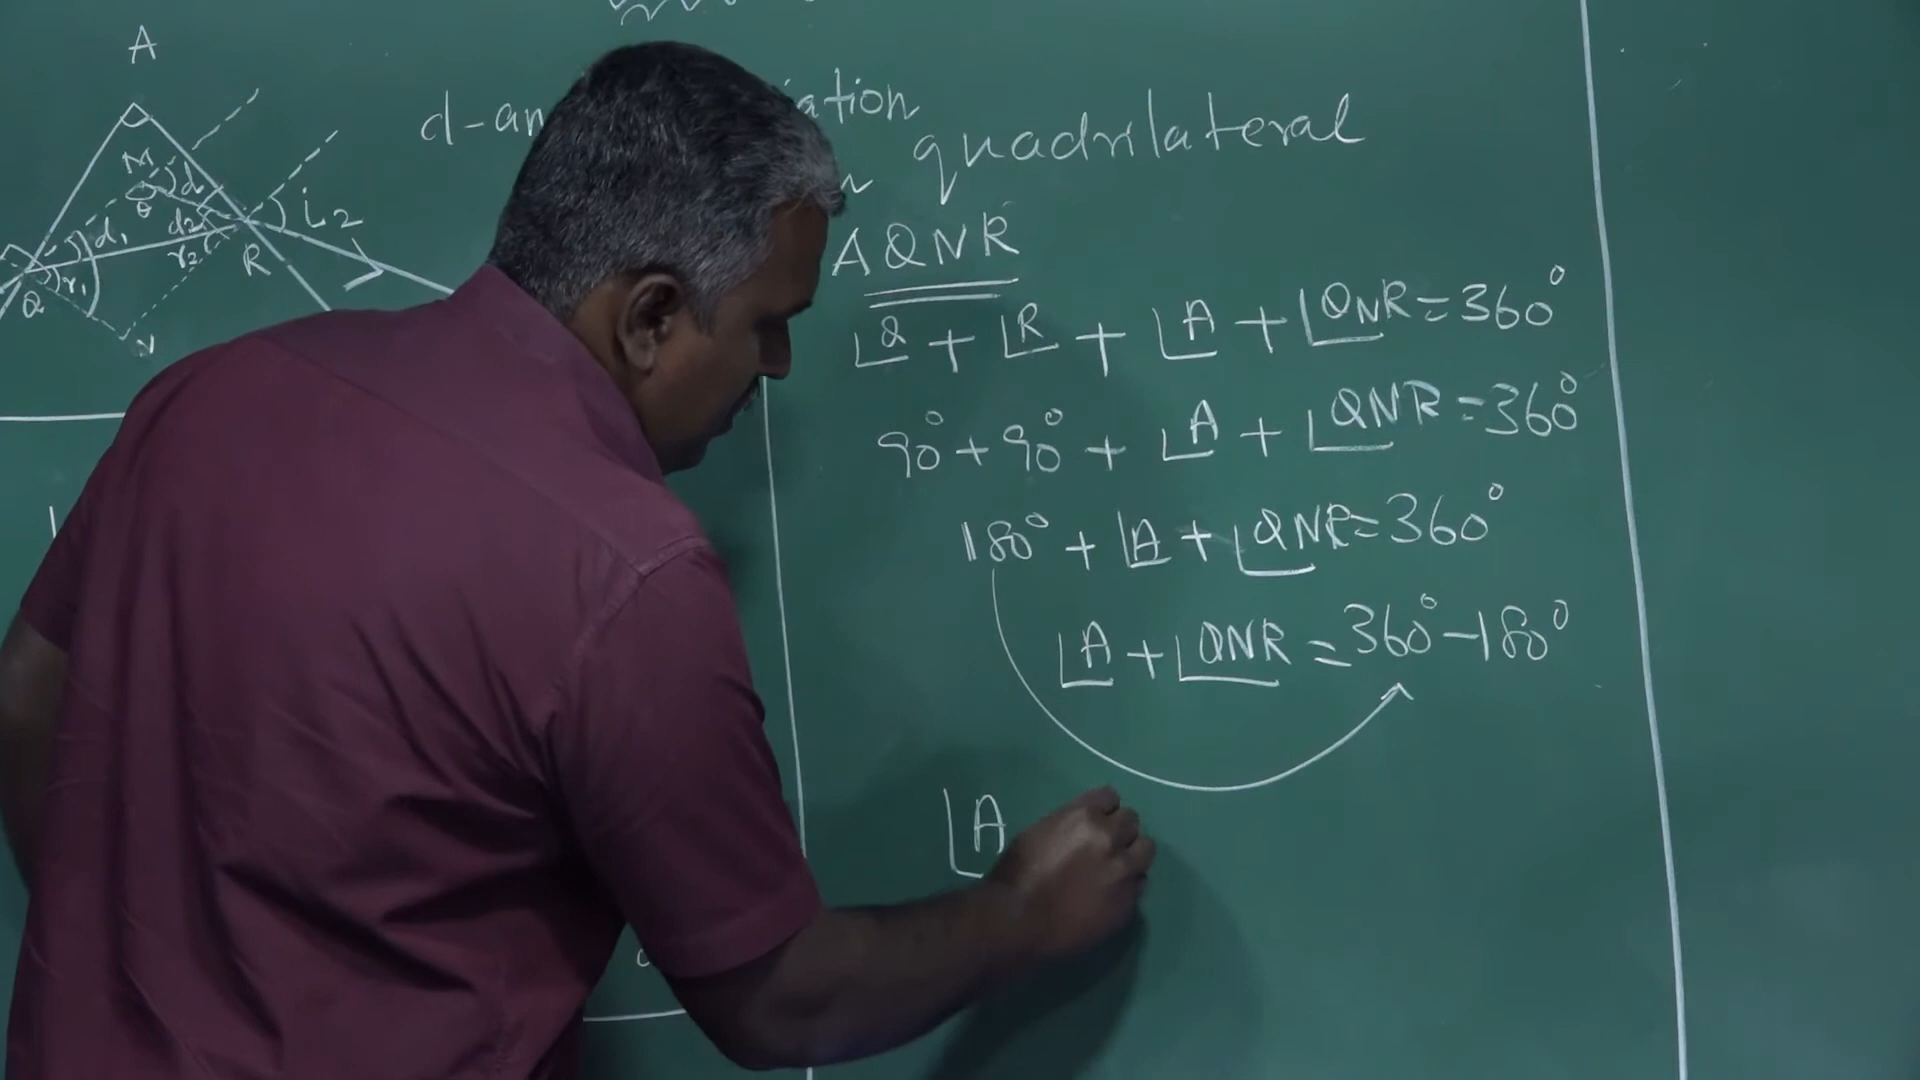 A
M
d
θ
i2
d1
d2
r2
R
r1
Q
N
d-an ation
quadrilateral
AQNR
∟Q + ∟R + ∟A + ∟QNR = 360°
90° + 90° + ∟A + ∟QNR = 360°
180° + ∟A + ∟QNR = 360°
∟A + ∟QNR = 360° - 180°
∟A